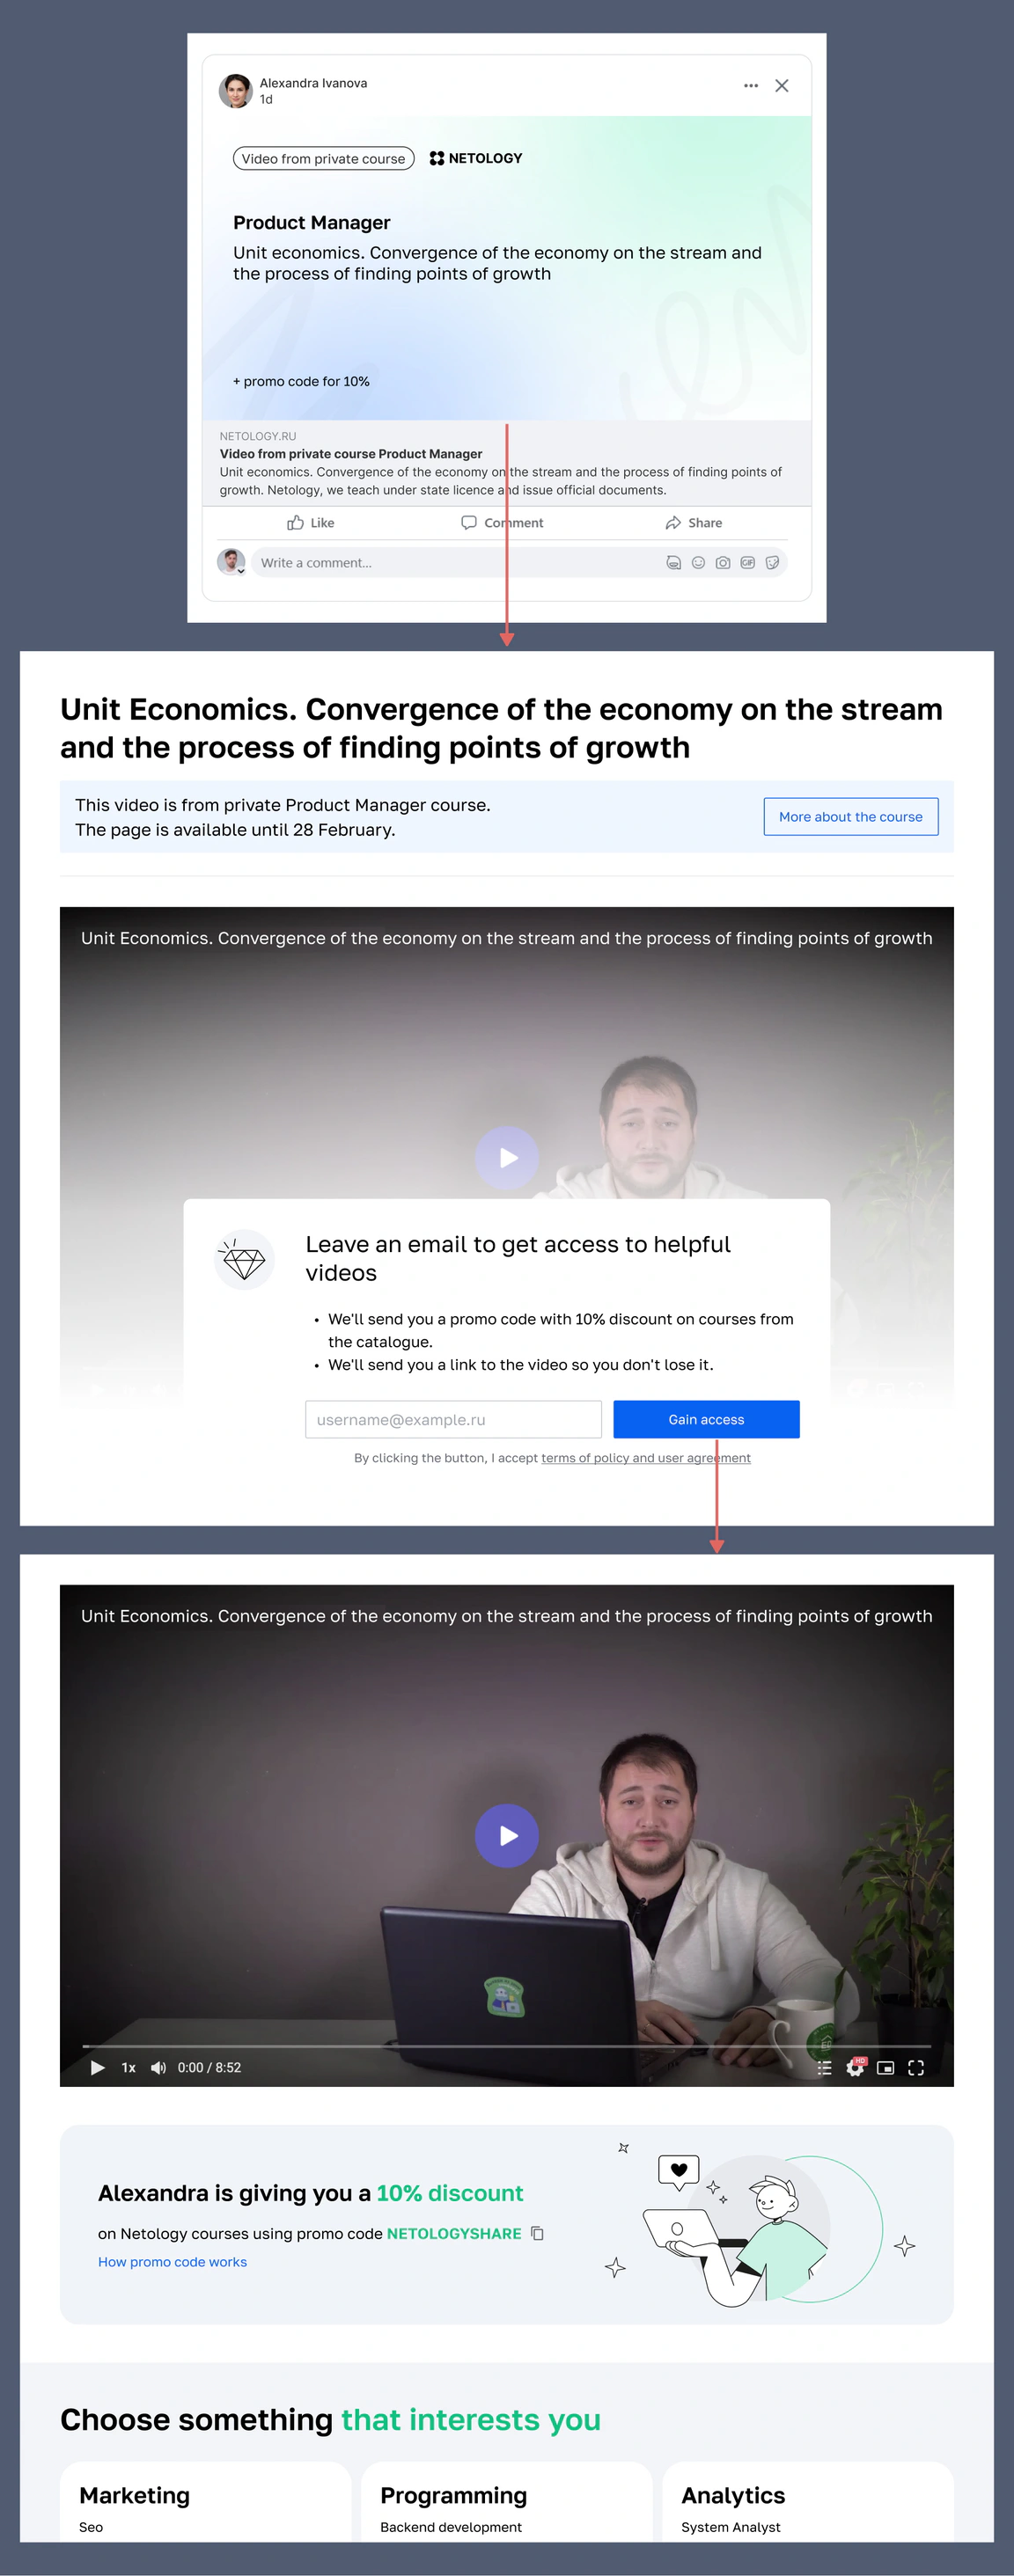 Alexandra Ivanova
1d
Video from private course
NETOLOGY
Product Manager
Unit economics. Convergence of the economy on the stream and
the process of finding points of growth
+ promo code for 10%
NETOLOGY.RU
Video from private course Product Manager
Unit economics. Convergence of the economy on the stream and the process of finding points of
growth. Netology, we teach under state licence and issue official documents.
Like
Comment
Share
Write a comment...
GIF
Unit Economics. Convergence of the economy on the stream
and the process of finding points of growth
This video is from private Product Manager course.
The page is available until 28 February.
More about the course
Unit Economics. Convergence of the economy on the stream and the process of finding points of growth
Leave an email to get access to helpful
videos
• We'll send you a promo code with 10% discount on courses from
the catalogue.
• We'll send you a link to the video so you don't lose it.
username@example.ru
Gain access
By clicking the button, I accept terms of policy and user agreement
Unit Economics. Convergence of the economy on the stream and the process of finding points of growth
1x
0:00 / 8:52
HD
Alexandra is giving you a 10% discount
on Netology courses using promo code NETOLOGYSHARE
How promo code works
Choose something that interests you
Marketing
Programming
Analytics
Seo
Backend development
System Analyst